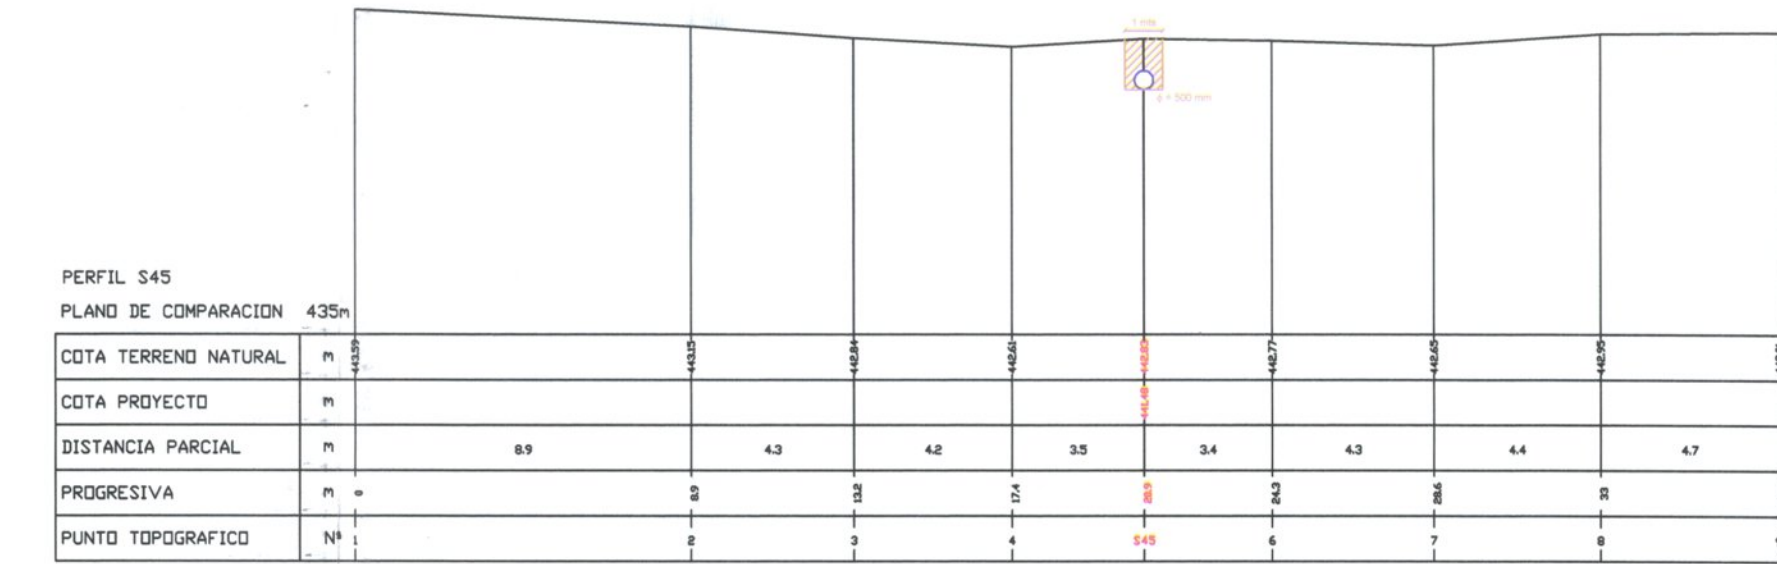 1 mts
ϕ = 500 mm
PERFIL S45
PLANO DE COMPARACION 435m
COTA TERRENO NATURAL m 443.59 443.15 442.84 442.61 442.83 442.77 442.65 442.95
COTA PROYECTO m 441.48
DISTANCIA PARCIAL m 8.9 4.3 4.2 3.5 3.4 4.3 4.4 4.7
PROGRESIVA m 0 8.9 13.2 17.4 20.9 24.3 28.6 33
PUNTO TOPOGRAFICO Nº 1 2 3 4 S45 6 7 8